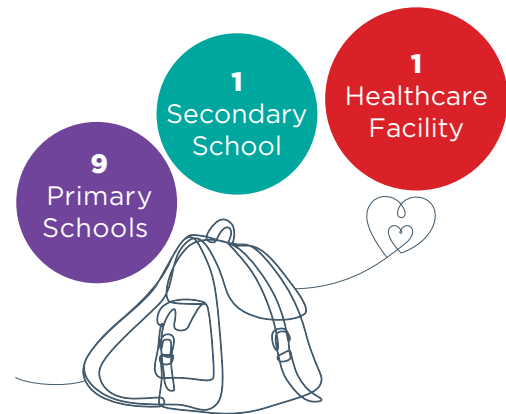 9
Primary
Schools
1
Secondary
School
1
Healthcare
Facility